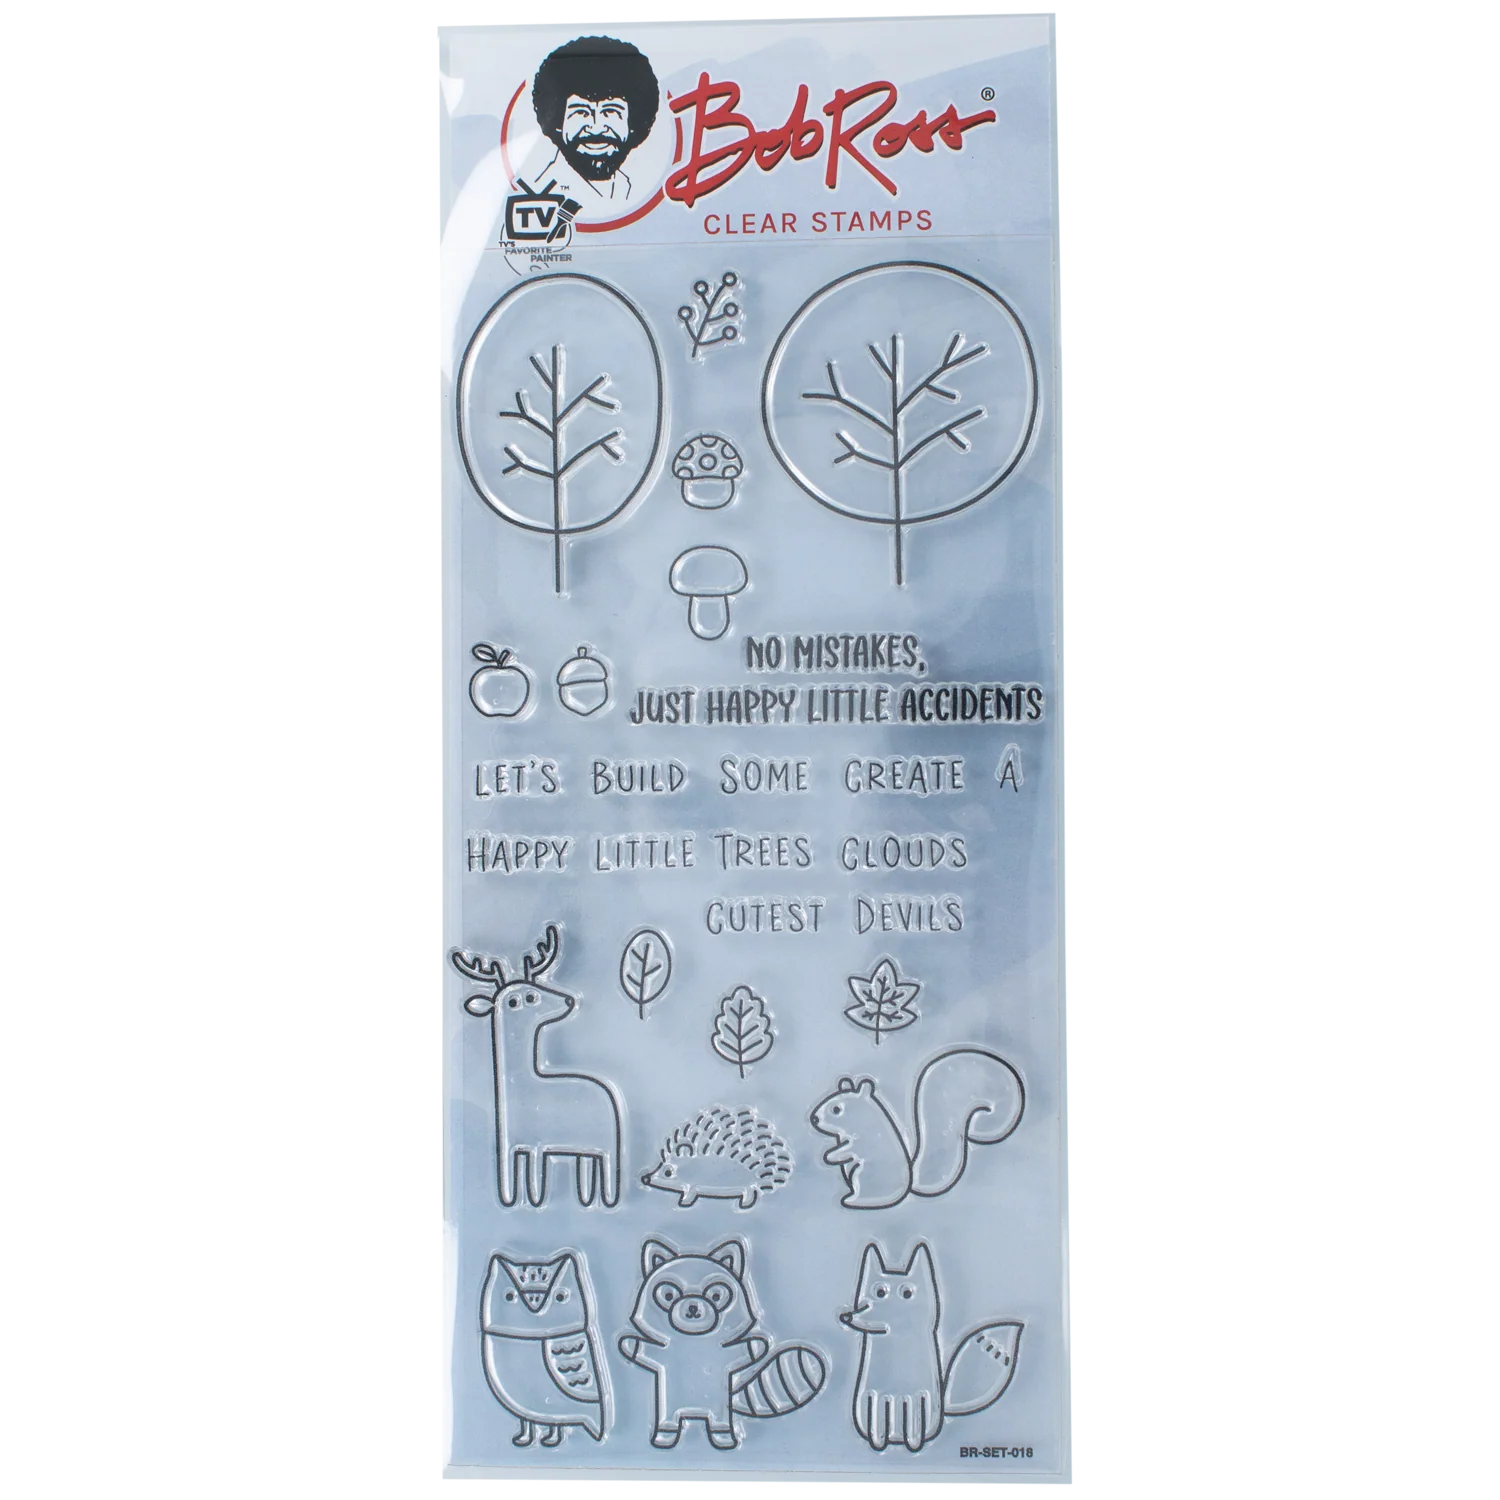 Bob Ross ®
CLEAR STAMPS
TV ™
TV'S
FAVORITE
PAINTER
NO MISTAKES,
JUST HAPPY LITTLE ACCIDENTS
LET'S BUILD SOME CREATE A
HAPPY LITTLE TREES CLOUDS
CUTEST DEVILS
BR-SET-018